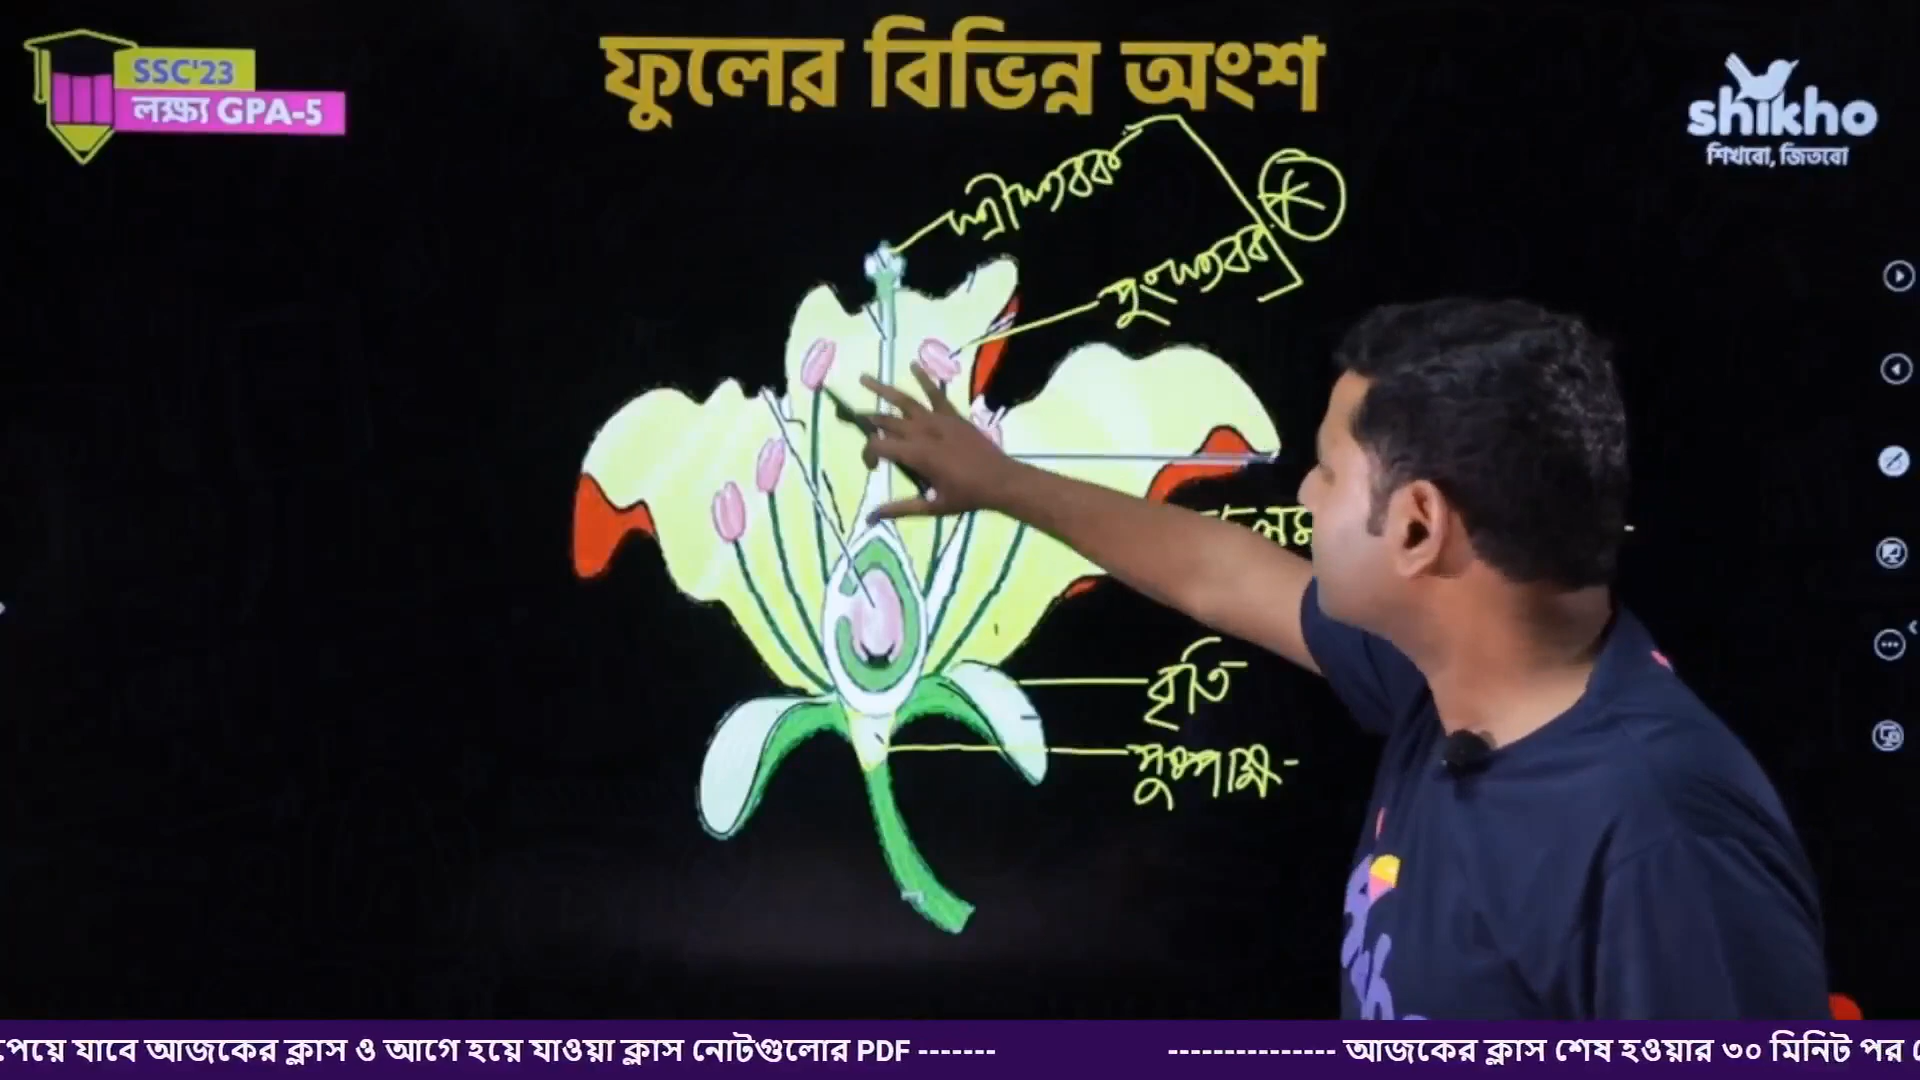 SSC'23
লক্ষ্য GPA-5
ফুলের বিভিন্ন অংশ
shikho
শিখবো, জিতবো
স্ত্রীস্তবক
পুংস্তবক
বৃতি
পুষ্পাক্ষ
পেয়ে যাবে আজকের ক্লাস ও আগে হয়ে যাওয়া ক্লাস নোটগুলোর PDF ------- --------------- আজকের ক্লাস শেষ হওয়ার ৩০ মিনিট পর